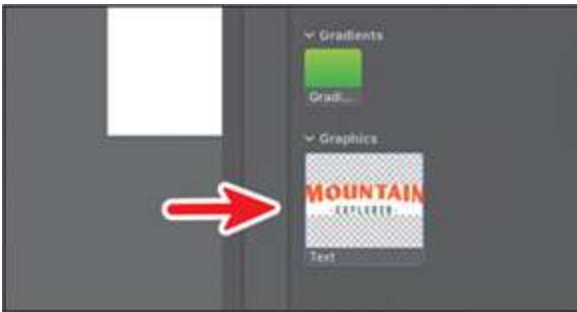 Gradients
Gradi...
Graphics
MOUNTAIN
EXPLORER
Text